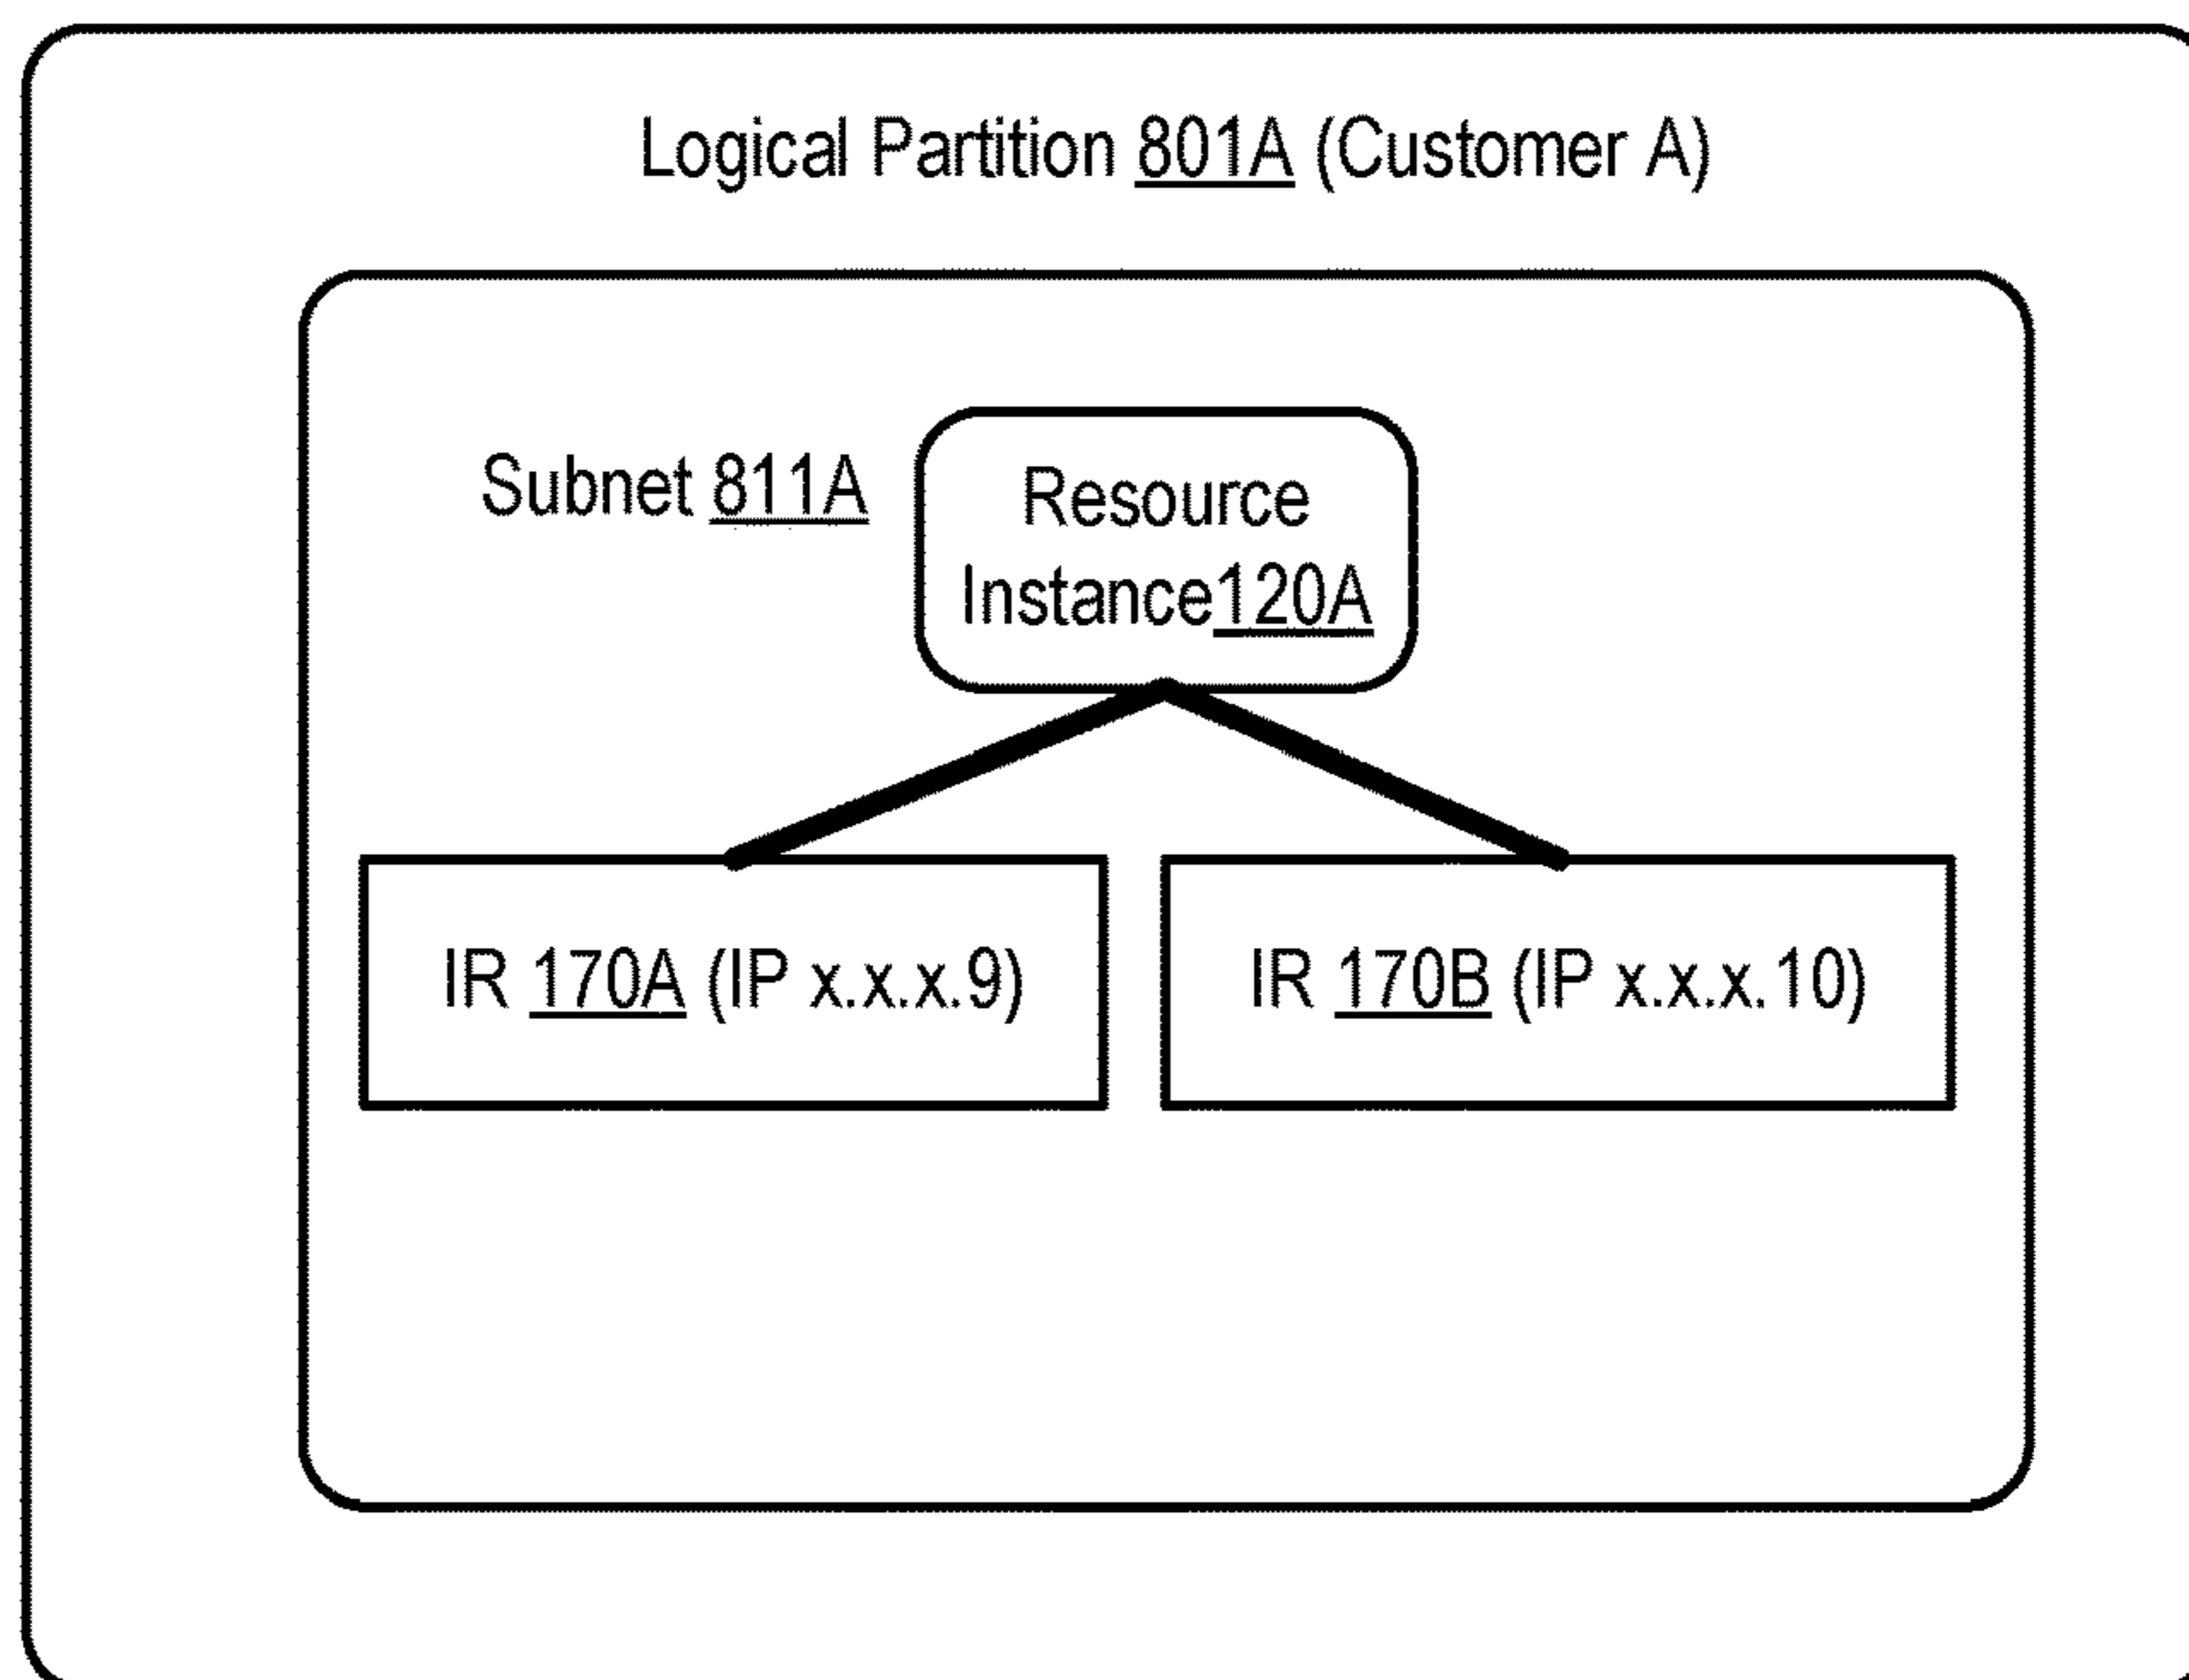 Logical Partition 801A (Customer A)
Subnet 811A
Resource
Instance120A
IR 170A (IP x.x.x.9)
IR 170B (IP x.x.x.10)